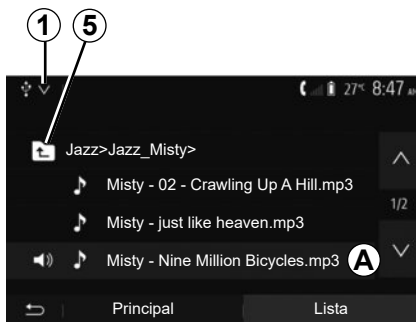 1 5
27°C 8:47 AM
Jazz>Jazz_Misty>
Misty - 02 - Crawling Up A Hill.mp3
1/2
Misty - just like heaven.mp3
Misty - Nine Million Bicycles.mp3 A
Principal Lista